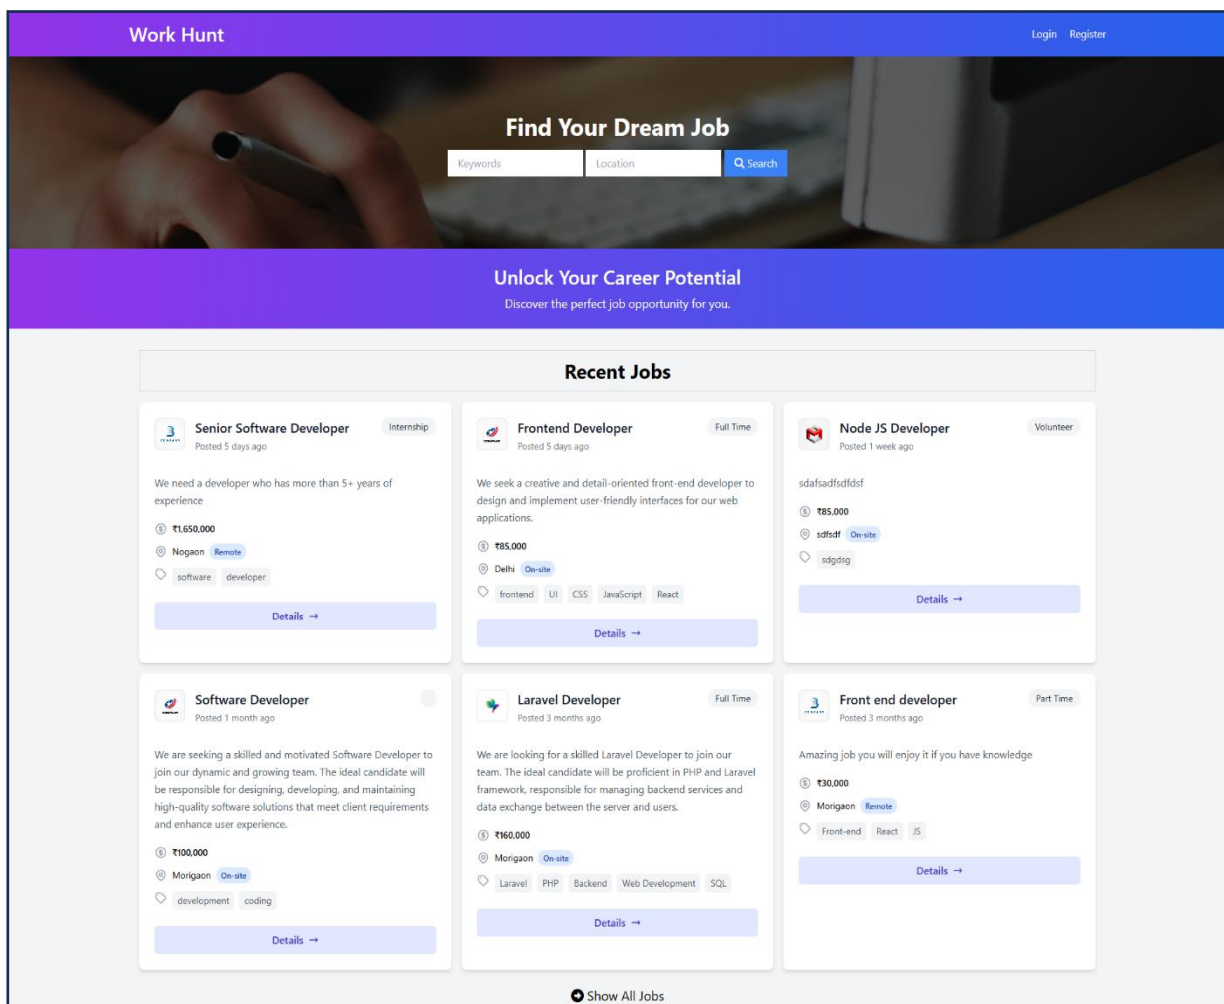 Work Hunt
Login Register
Find Your Dream Job
Keywords Location Search
Unlock Your Career Potential
Discover the perfect job opportunity for you.
Recent Jobs
Senior Software Developer Internship
Posted 5 days ago
We need a developer who has more than 5+ years of
experience
₹1,650,000
Nogaon Remote
software developer
Details →
Frontend Developer Full Time
Posted 5 days ago
We seek a creative and detail-oriented front-end developer to
design and implement user-friendly interfaces for our web
applications.
₹85,000
Delhi On-site
frontend UI CSS JavaScript React
Details →
Node JS Developer Volunteer
Posted 1 week ago
sdafsadfsdfdsf
₹85,000
sdfsdf On-site
sdgdsg
Details →
Software Developer
Posted 1 month ago
We are seeking a skilled and motivated Software Developer to
join our dynamic and growing team. The ideal candidate will
be responsible for designing, developing, and maintaining
high-quality software solutions that meet client requirements
and enhance user experience.
₹100,000
Morigaon On-site
development coding
Details →
Laravel Developer Full Time
Posted 3 months ago
We are looking for a skilled Laravel Developer to join our
team. The ideal candidate will be proficient in PHP and Laravel
framework, responsible for managing backend services and
data exchange between the server and users.
₹160,000
Morigaon On-site
Laravel PHP Backend Web Development SQL
Details →
Front end developer Part Time
Posted 3 months ago
Amazing job you will enjoy it if you have knowledge
₹30,000
Morigaon Remote
Front-end React JS
Details →
Show All Jobs